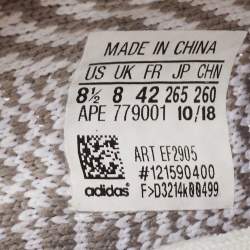 MADE IN CHINA
US UK FR JP CHN
8½ 8 42 265 260
APE 779001 10/18
ART EF2905
#121590400
adidas F>D3214k00499